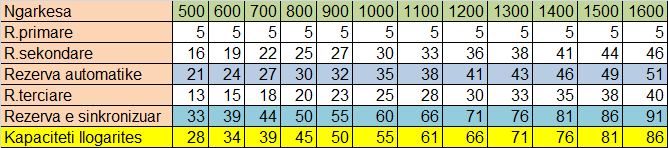 Ngarkesa 500 600 700 800 900 1000 1100 1200 1300 1400 1500 1600
R.primare 5 5 5 5 5 5 5 5 5 5 5 5
R.sekondare 16 19 22 25 27 30 33 36 38 41 44 46
Rezerva automatike 21 24 27 30 32 35 38 41 43 46 49 51
R.terciare 13 15 18 20 23 25 28 30 33 35 38 40
Rezerva e sinkronizuar 33 39 44 50 55 60 66 71 76 81 86 91
Kapaciteti llogarites 28 34 39 45 50 55 61 66 71 76 81 86